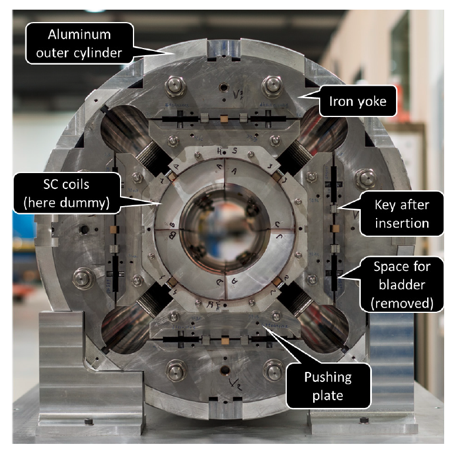 Aluminum
outer cylinder
Iron yoke
SC coils
(here dummy)
Key after
insertion
Space for
bladder
(removed)
Pushing
plate